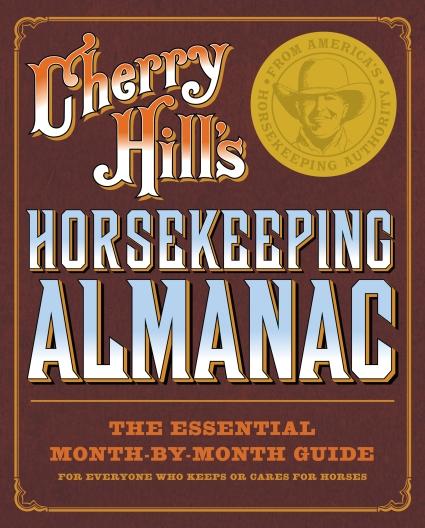 Cherry
Hill's
FROM AMERICA'S
HORSEKEEPING AUTHORITY
HORSEKEEPING
ALMANAC
THE ESSENTIAL
MONTH-BY-MONTH GUIDE
FOR EVERYONE WHO KEEPS OR CARES FOR HORSES